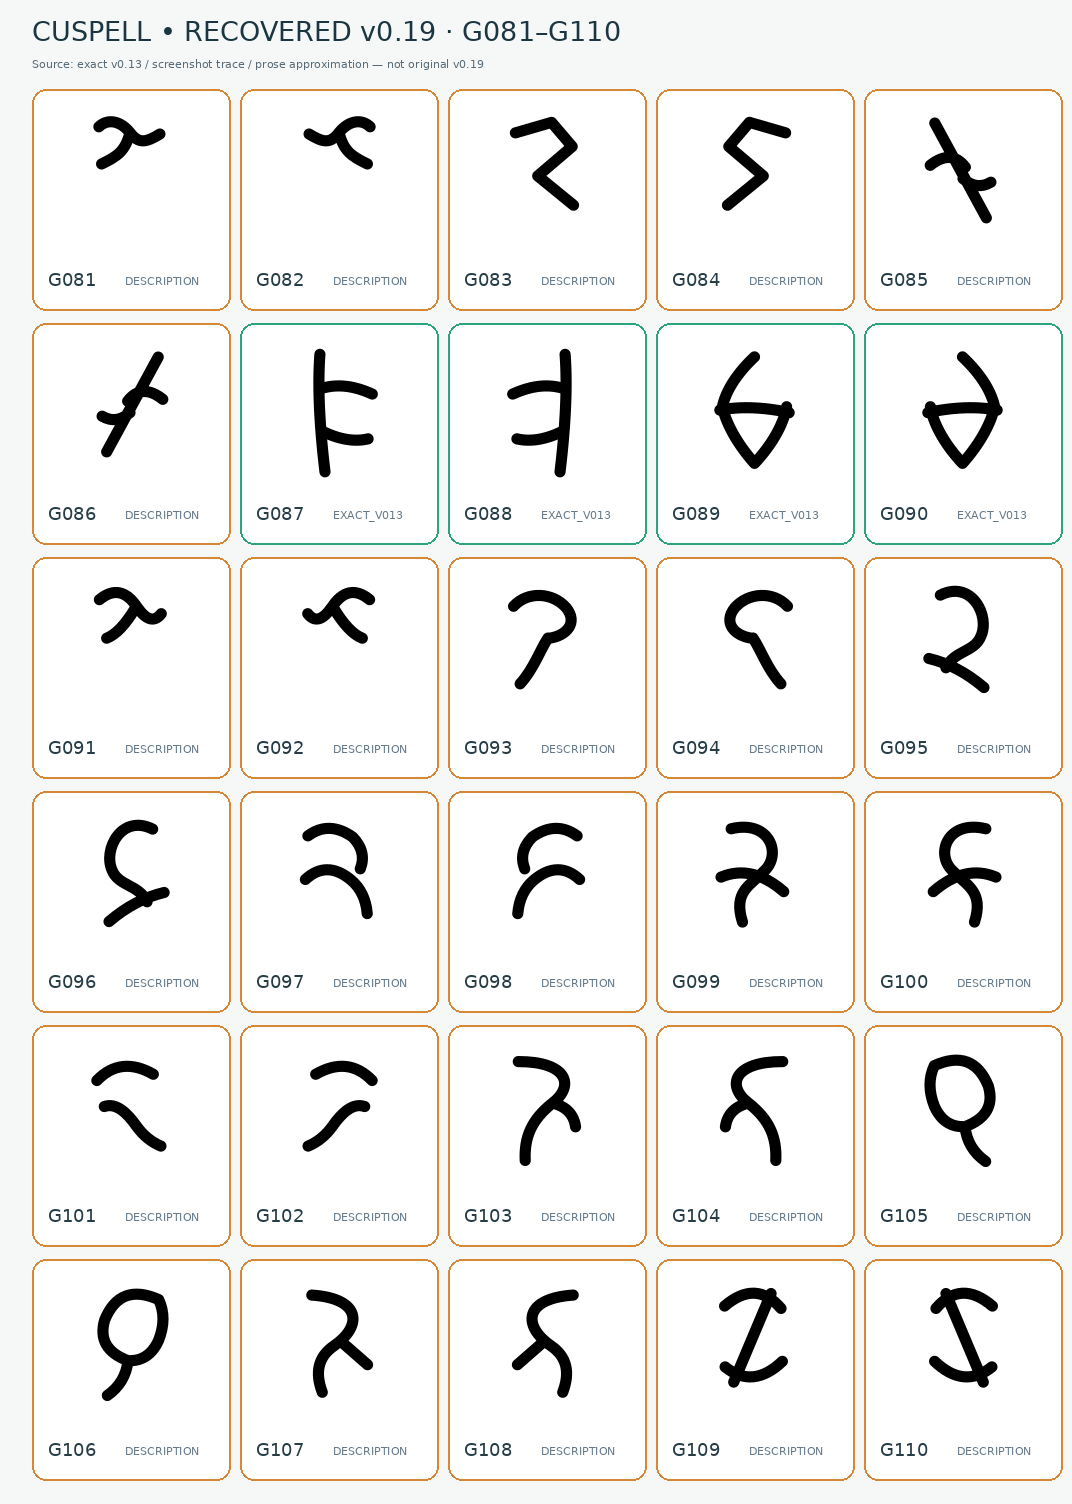 CUSPELL • RECOVERED v0.19 · G081–G110
Source: exact v0.13 / screenshot trace / prose approximation — not original v0.19
G081 DESCRIPTION
G082 DESCRIPTION
G083 DESCRIPTION
G084 DESCRIPTION
G085 DESCRIPTION
G086 DESCRIPTION
G087 EXACT_V013
G088 EXACT_V013
G089 EXACT_V013
G090 EXACT_V013
G091 DESCRIPTION
G092 DESCRIPTION
G093 DESCRIPTION
G094 DESCRIPTION
G095 DESCRIPTION
G096 DESCRIPTION
G097 DESCRIPTION
G098 DESCRIPTION
G099 DESCRIPTION
G100 DESCRIPTION
G101 DESCRIPTION
G102 DESCRIPTION
G103 DESCRIPTION
G104 DESCRIPTION
G105 DESCRIPTION
G106 DESCRIPTION
G107 DESCRIPTION
G108 DESCRIPTION
G109 DESCRIPTION
G110 DESCRIPTION